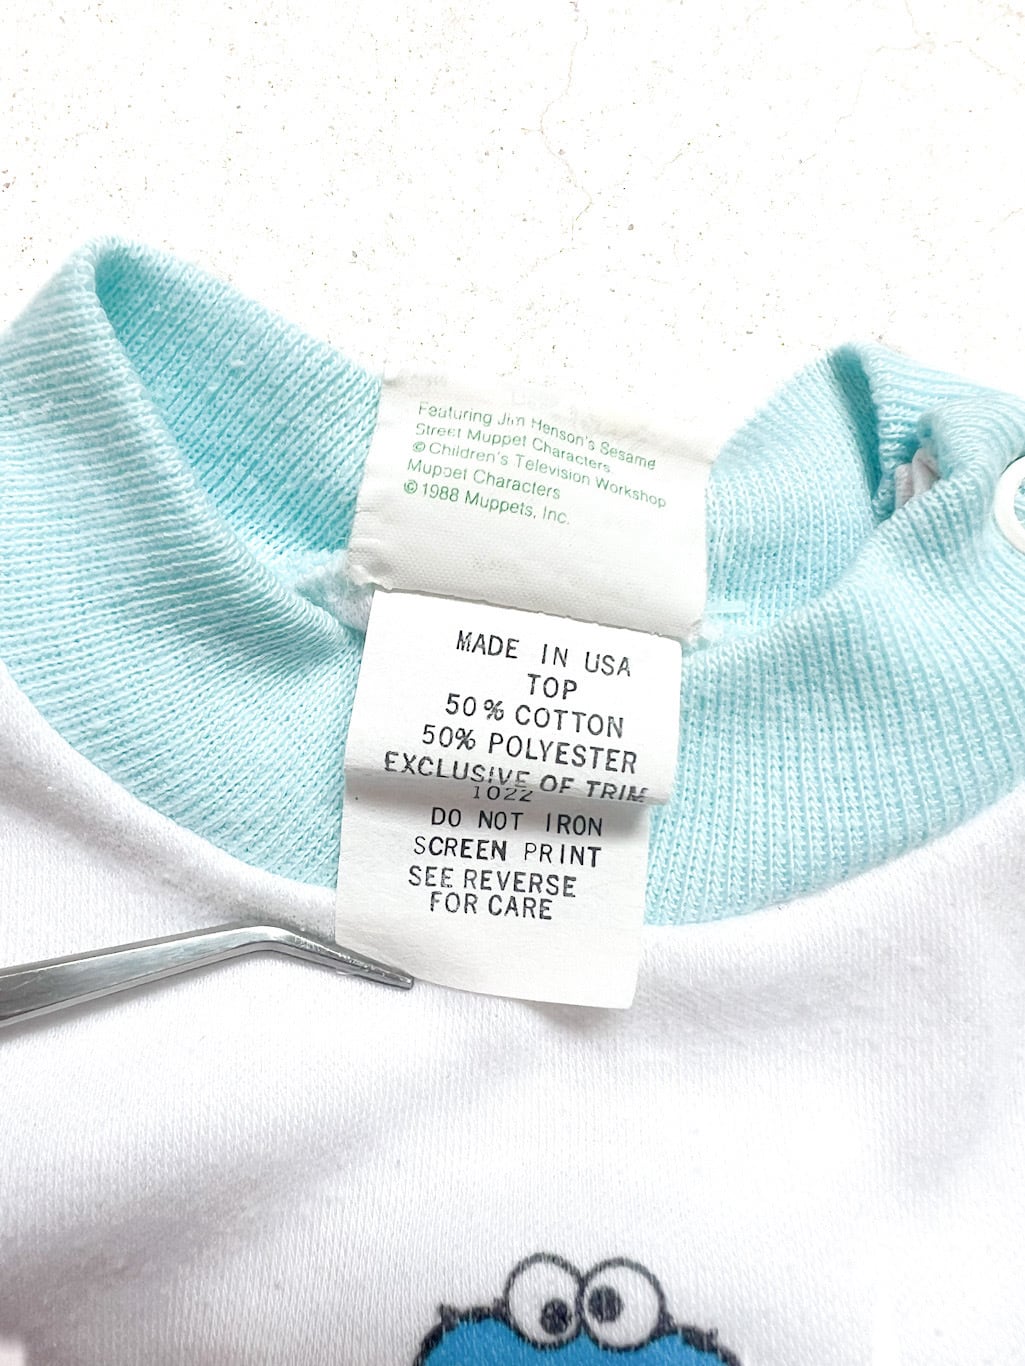 Featuring Jim Henson's Sesame
Street Muppet Characters
© Children's Television Workshop
Muppet Characters
© 1988 Muppets, Inc.
MADE IN USA
TOP
50% COTTON
50% POLYESTER
EXCLUSIVE OF TRIM
1022
DO NOT IRON
SCREEN PRINT
SEE REVERSE
FOR CARE